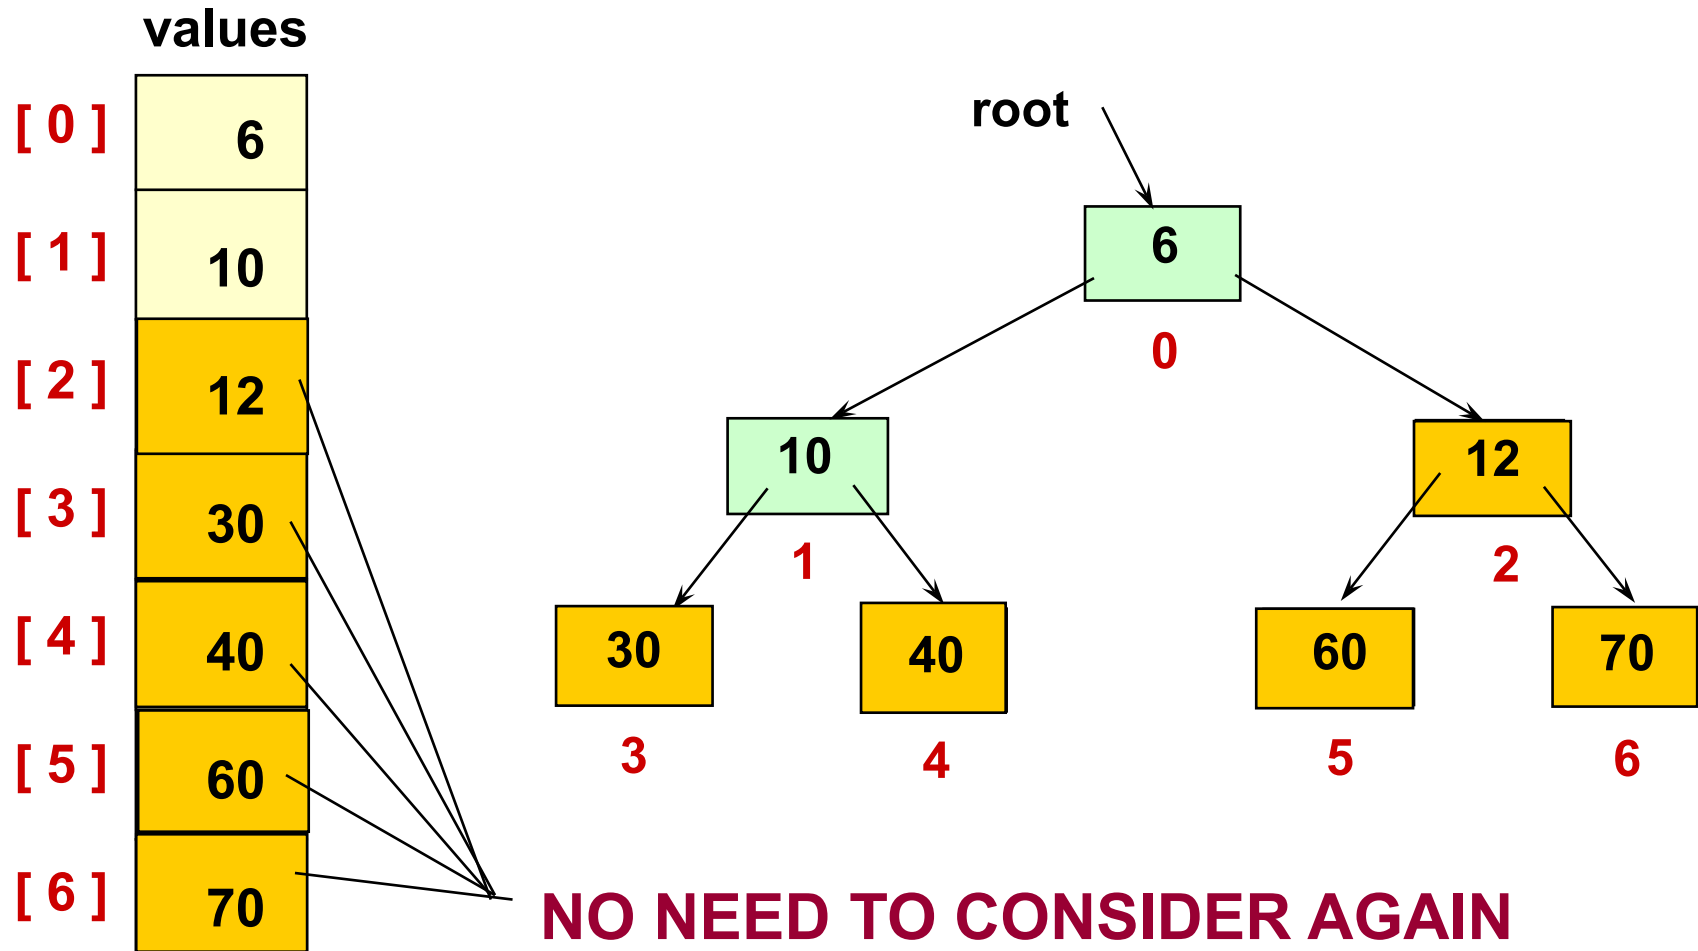 values
[ 0 ] 6
[ 1 ] 10
[ 2 ] 12
[ 3 ] 30
[ 4 ] 40
[ 5 ] 60
[ 6 ] 70
root
6
0
10 12
1 2
30 40 60 70
3 4 5 6
NO NEED TO CONSIDER AGAIN